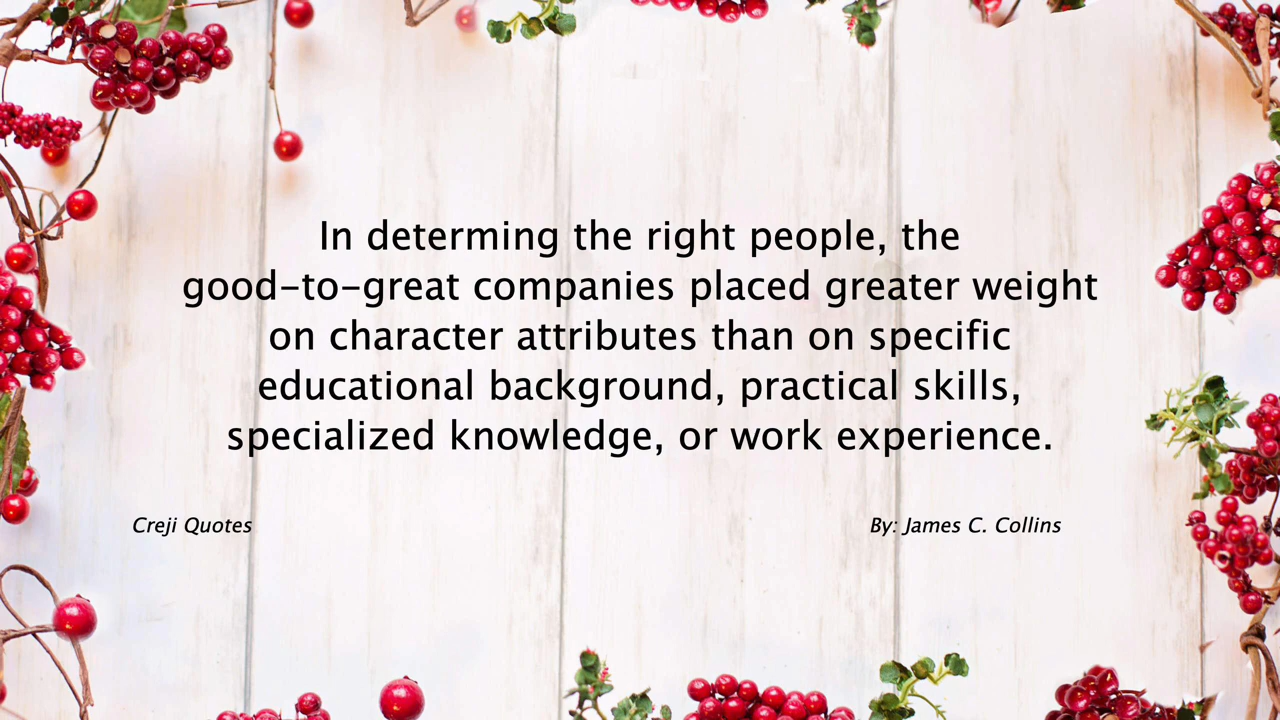 In determing the right people, the
good-to-great companies placed greater weight
on character attributes than on specific
educational background, practical skills,
specialized knowledge, or work experience.
Creji Quotes
By: James C. Collins